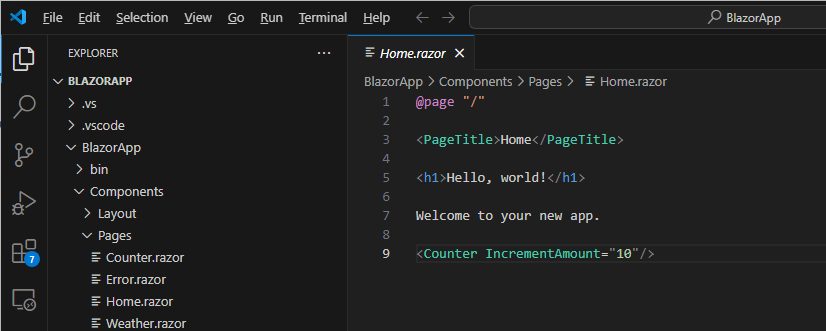 File Edit Selection View Go Run Terminal Help BlazorApp
EXPLORER
BLAZORAPP
.vs
.vscode
BlazorApp
bin
Components
Layout
Pages
Counter.razor
Error.razor
Home.razor
Weather.razor
7
Home.razor
BlazorApp > Components > Pages > Home.razor
1 @page "/"
2
3 <PageTitle>Home</PageTitle>
4
5 <h1>Hello, world!</h1>
6
7 Welcome to your new app.
8
9 <Counter IncrementAmount="10"/>